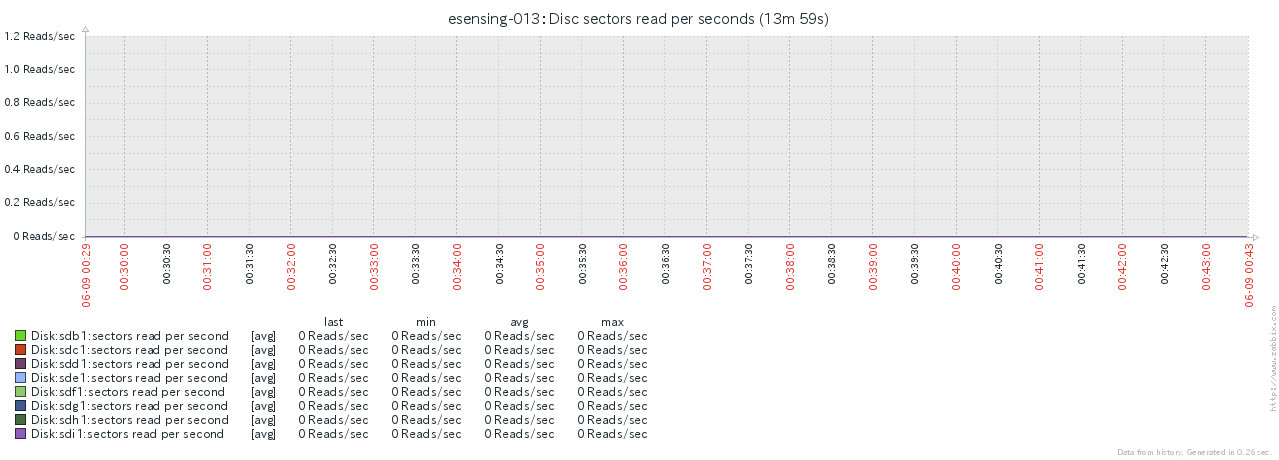 esensing-013: Disc sectors read per seconds (13m 59s)
1.2 Reads/sec
1.0 Reads/sec
0.8 Reads/sec
0.6 Reads/sec
0.4 Reads/sec
0.2 Reads/sec
0 Reads/sec
06-09 00:29
00:30:00
00:30:30
00:31:00
00:31:30
00:32:00
00:32:30
00:33:00
00:33:30
00:34:00
00:34:30
00:35:00
00:35:30
00:36:00
00:36:30
00:37:00
00:37:30
00:38:00
00:38:30
00:39:00
00:39:30
00:40:00
00:40:30
00:41:00
00:41:30
00:42:00
00:42:30
00:43:00
06-09 00:43
last min avg max
Disk:sdb1:sectors read per second [avg] 0 Reads/sec 0 Reads/sec 0 Reads/sec 0 Reads/sec
Disk:sdc1:sectors read per second [avg] 0 Reads/sec 0 Reads/sec 0 Reads/sec 0 Reads/sec
Disk:sdd1:sectors read per second [avg] 0 Reads/sec 0 Reads/sec 0 Reads/sec 0 Reads/sec
Disk:sde1:sectors read per second [avg] 0 Reads/sec 0 Reads/sec 0 Reads/sec 0 Reads/sec
Disk:sdf1:sectors read per second [avg] 0 Reads/sec 0 Reads/sec 0 Reads/sec 0 Reads/sec
Disk:sdg1:sectors read per second [avg] 0 Reads/sec 0 Reads/sec 0 Reads/sec 0 Reads/sec
Disk:sdh1:sectors read per second [avg] 0 Reads/sec 0 Reads/sec 0 Reads/sec 0 Reads/sec
Disk:sdi1:sectors read per second [avg] 0 Reads/sec 0 Reads/sec 0 Reads/sec 0 Reads/sec
http://www.zabbix.com
Data from history. Generated in 0.26 sec.